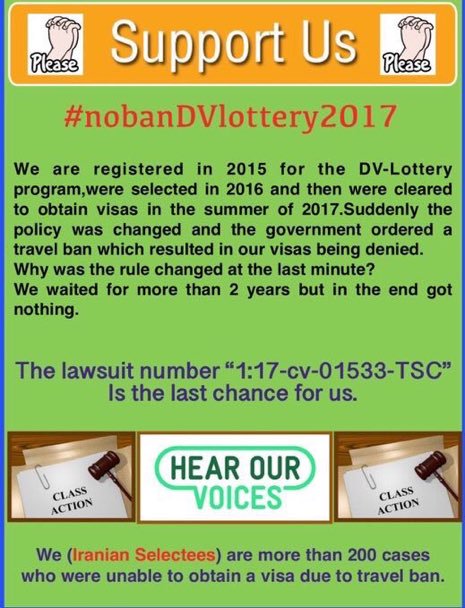 Please
Support Us
Please
#nobanDVlottery2017
We are registered in 2015 for the DV-Lottery
program,were selected in 2016 and then were cleared
to obtain visas in the summer of 2017.Suddenly the
policy was changed and the government ordered a
travel ban which resulted in our visas being denied.
Why was the rule changed at the last minute?
We waited for more than 2 years but in the end got
nothing.
The lawsuit number “1:17-cv-01533-TSC”
Is the last chance for us.
CLASS
ACTION
HEAR OUR
VOICES
CLASS
ACTION
We (Iranian Selectees) are more than 200 cases
who were unable to obtain a visa due to travel ban.